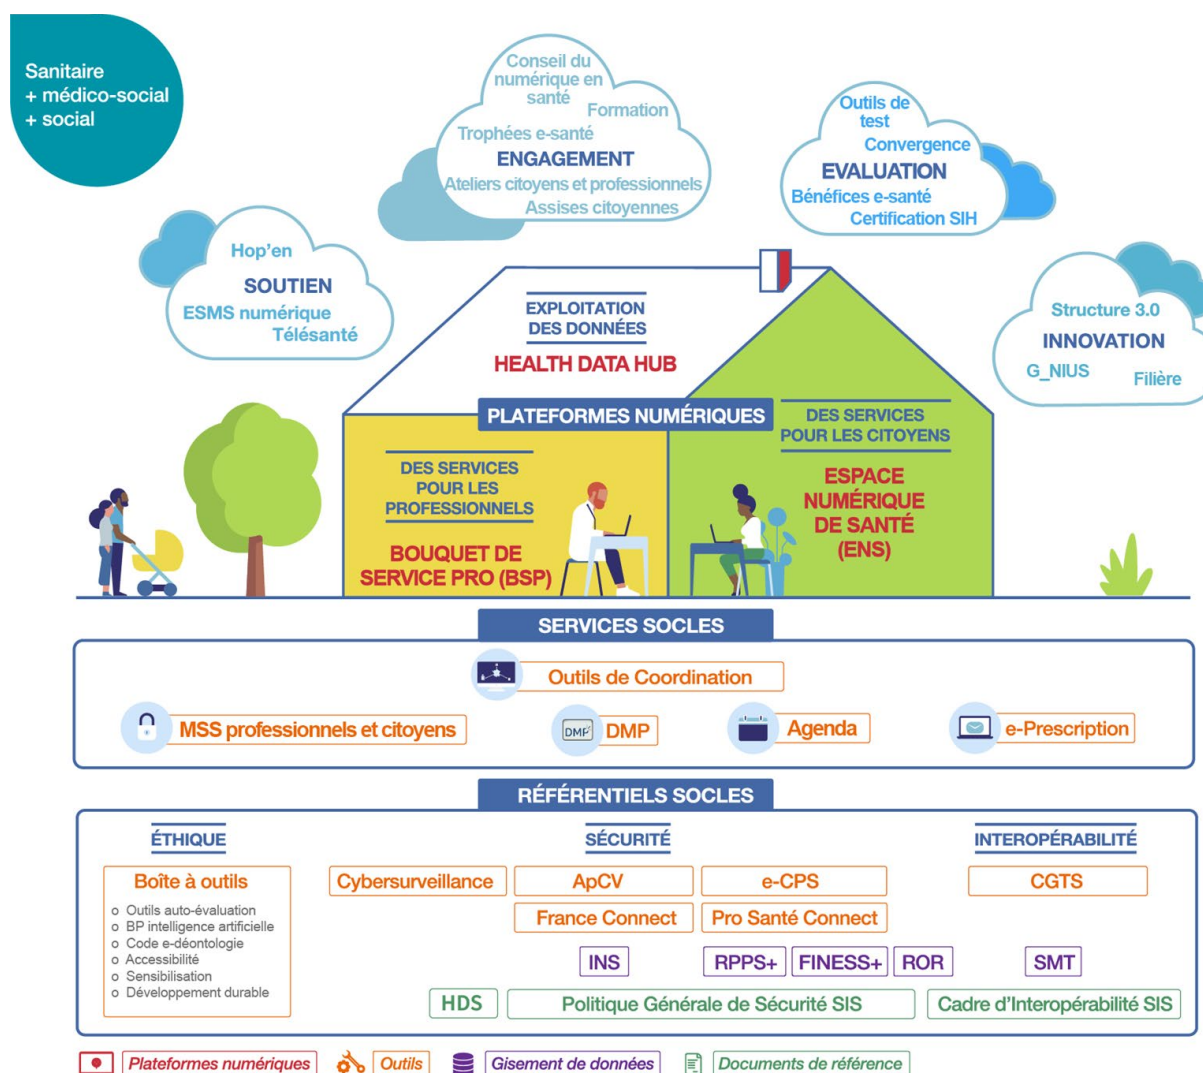 Sanitaire
+ médico-social
+ social
Conseil du
numérique en
santé
Formation
Trophées e-santé
ENGAGEMENT
Ateliers citoyens et professionnels
Assises citoyennes
Outils de
test
Convergence
EVALUATION
Bénéfices e-santé
Certification SIH
Hop'en
SOUTIEN
ESMS numérique
Télésanté
Structure 3.0
INNOVATION
G_NIUS
Filière
EXPLOITATION
DES DONNÉES
HEALTH DATA HUB
PLATEFORMES NUMÉRIQUES
DES SERVICES
POUR LES CITOYENS
ESPACE
NUMÉRIQUE
DE SANTÉ
(ENS)
DES SERVICES
POUR LES
PROFESSIONNELS
BOUQUET DE
SERVICE PRO (BSP)
SERVICES SOCLES
Outils de Coordination
MSS professionnels et citoyens
DMP DMP
Agenda
e-Prescription
RÉFÉRENTIELS SOCLES
ÉTHIQUE
Boîte à outils
o Outils auto-évaluation
o BP intelligence artificielle
o Code e-déontologie
o Accessibilité
o Sensibilisation
o Développement durable
SÉCURITÉ
Cybersurveillance ApCV e-CPS
France Connect Pro Santé Connect
INS RPPS+ FINESS+ ROR
HDS Politique Générale de Sécurité SIS
INTEROPÉRABILITÉ
CGTS
SMT
Cadre d'Interopérabilité SIS
Plateformes numériques Outils Gisement de données Documents de référence